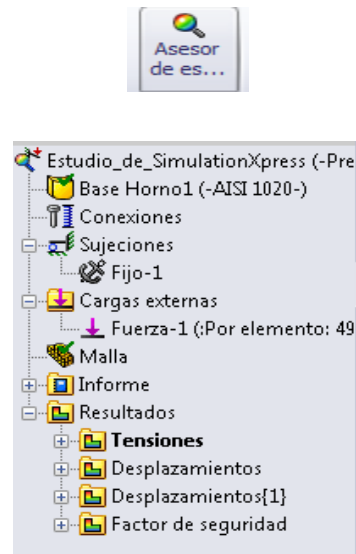 Asesor
de es...
Estudio_de_SimulationXpress (-Pre
Base Horno1 (-AISI 1020-)
Conexiones
Sujeciones
Fijo-1
Cargas externas
Fuerza-1 (:Por elemento: 49
Malla
Informe
Resultados
Tensiones
Desplazamientos
Desplazamientos{1}
Factor de seguridad